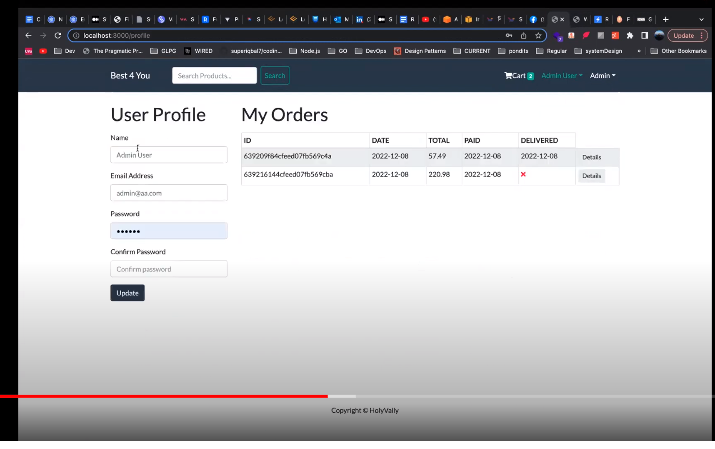 localhost:3000/profile
Update
Dev
The Pragmatic Pr...
GLPG
WIRED
superiqbal7/codin...
Node.js
GO
DevOps
Design Patterns
CURRENT
pondits
Regular
systemDesign
»
Other Bookmarks
Best 4 You
Search Products...
Search
Cart 2
Admin User
Admin
User Profile
Name
Admin User
Email Address
admin@aa.com
Password
Confirm Password
Confirm password
Update
My Orders
ID DATE TOTAL PAID DELIVERED
639209f84cfeed07fb569c4a 2022-12-08 57.49 2022-12-08 2022-12-08 Details
639216144cfeed07fb569cba 2022-12-08 220.98 2022-12-08 Details
Copyright © HolyVaily